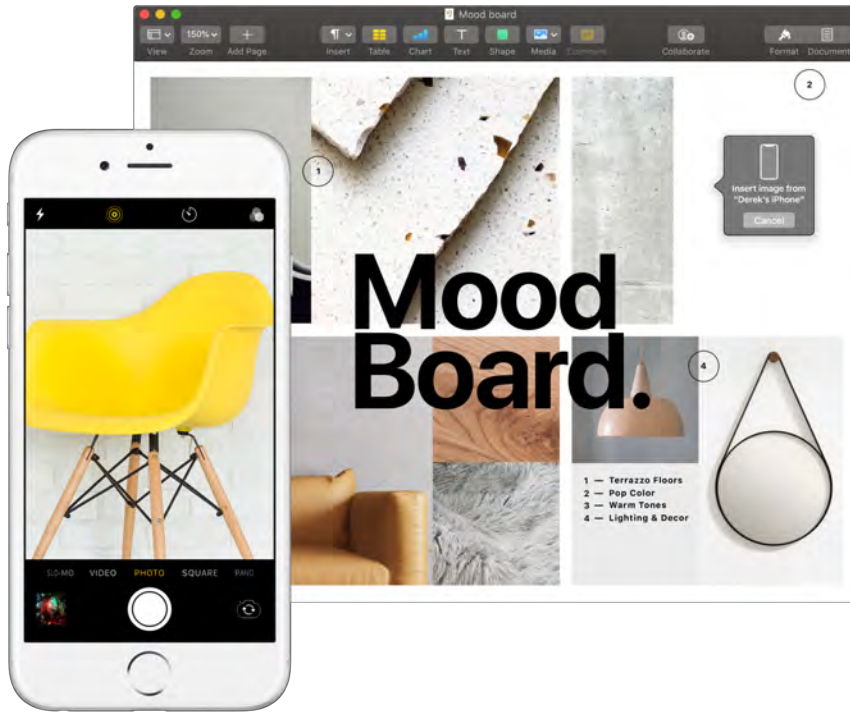 Mood board
150%
View
Zoom
Add Page
Insert
Table
Chart
Text
Shape
Media
Comment
Collaborate
Format
Document
1
2
Insert image from
"Derek's iPhone"
Cancel
Mood
Board.
4
1 — Terrazzo Floors
2 — Pop Color
3 — Warm Tones
4 — Lighting & Decor
SLO-MO
VIDEO
PHOTO
SQUARE
PANO